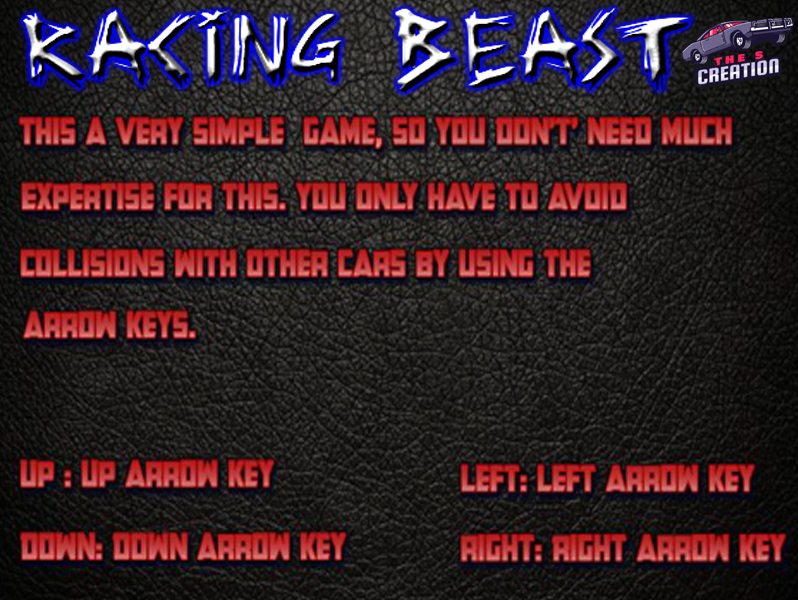 RACING BEAST
THE S
CREATION
THIS A VERY SIMPLE GAME, SO YOU DON'T' NEED MUCH
EXPERTISE FOR THIS. YOU ONLY HAVE TO AVOID
COLLISIONS WITH OTHER CARS BY USING THE
ARROW KEYS.
UP : UP ARROW KEY
LEFT: LEFT ARROW KEY
DOWN: DOWN ARROW KEY
RIGHT: RIGHT ARROW KEY